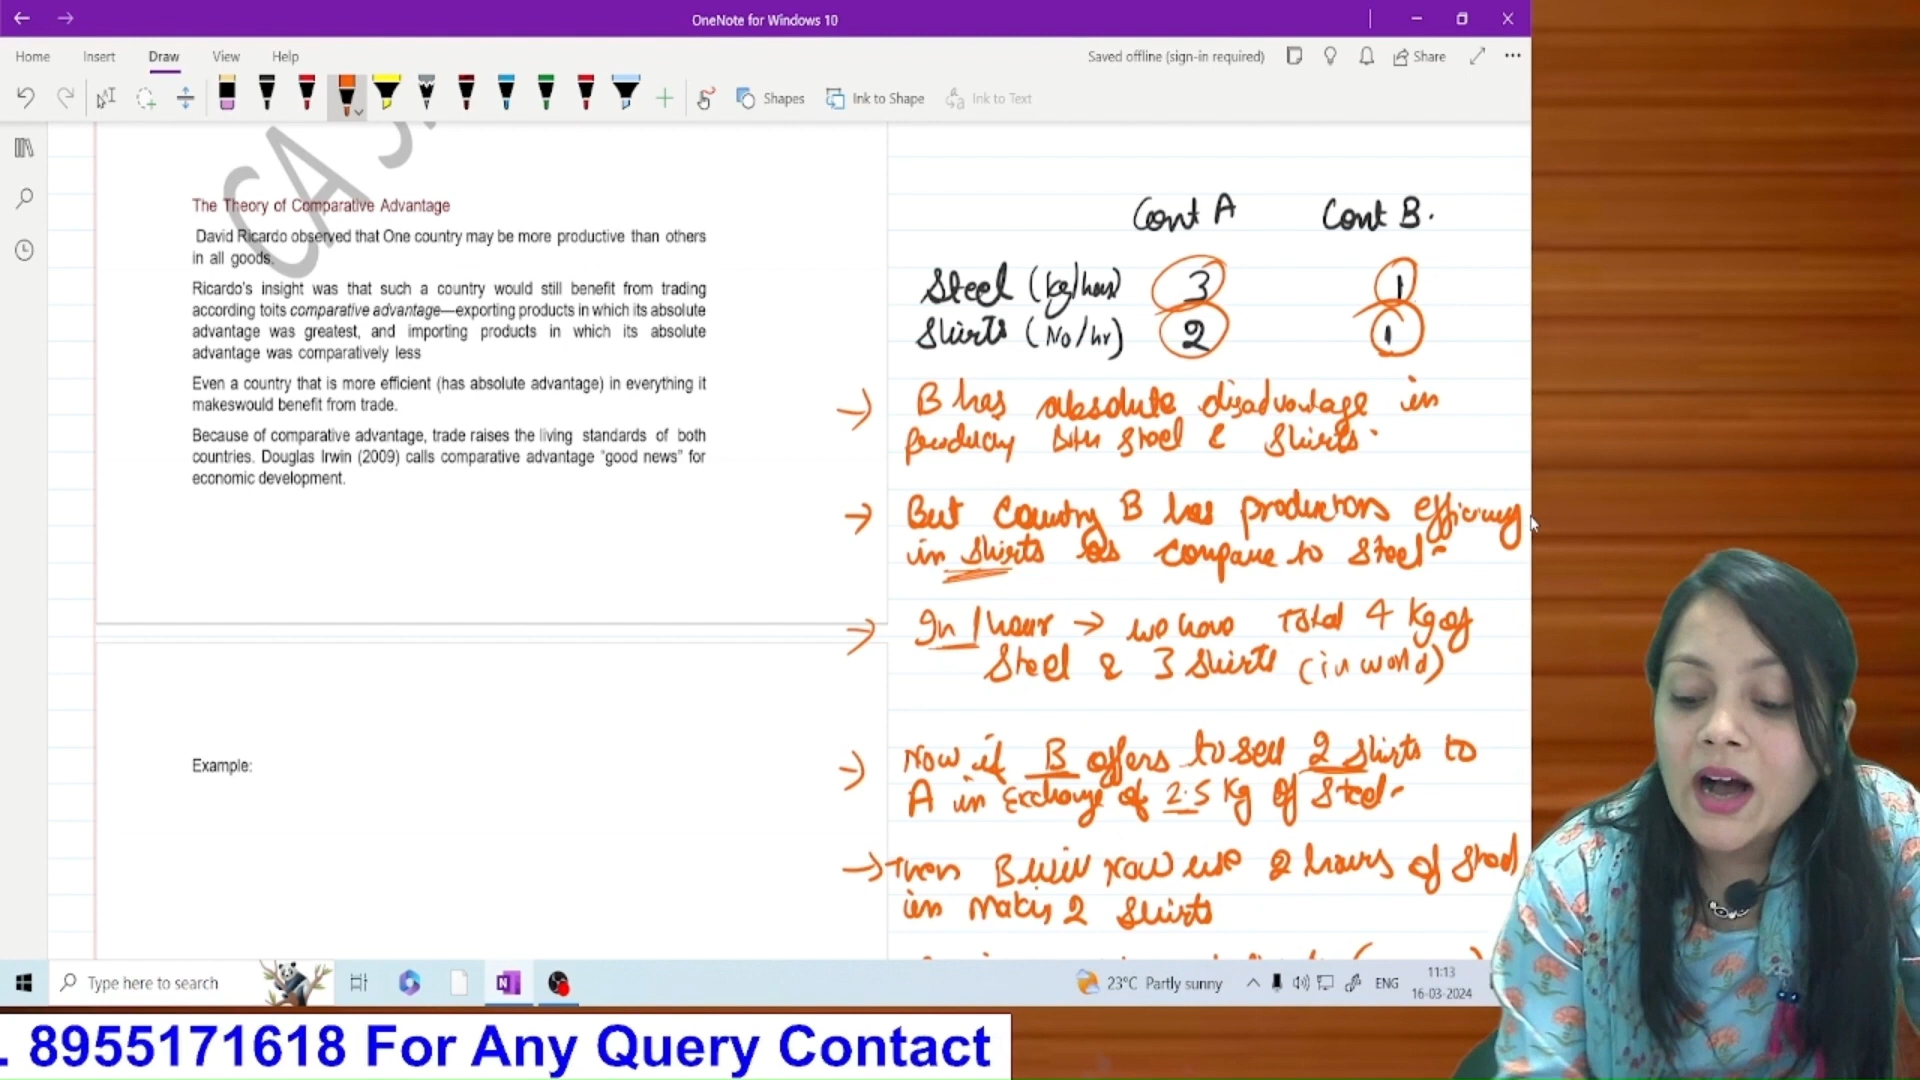 OneNote for Windows 10
Home Insert Draw View Help
Saved offline (sign-in required) Share
Shapes Ink to Shape Ink to Text
CA S
The Theory of Comparative Advantage
David Ricardo observed that One country may be more productive than others
in all goods.
Ricardo's insight was that such a country would still benefit from trading
according toits comparative advantage—exporting products in which its absolute
advantage was greatest, and importing products in which its absolute
advantage was comparatively less
Even a country that is more efficient (has absolute advantage) in everything it
makeswould benefit from trade.
Because of comparative advantage, trade raises the living standards of both
countries. Douglas Irwin (2009) calls comparative advantage "good news" for
economic development.
Example:
Cont A Cont B.
Steel (kg/hour) 3 1
Shirts (No/hr) 2 1
→ B has absolute disadvantage in
both Steel & Shirts.
→ But Country B has productions efficiency
in shirts as compare to Steel-
→ In 1 hour → we have Total 4 Kg of
Steel & 3 Shirts (in world)
→ Now if B offers to sell 2 shirts to
A in Exchange of 2.5 Kg of Steel-
→ Then B will now use 2 hours of
in 2 Shirts
Type here to search
23°C Partly sunny
ENG
11:13
16-03-2024
. 8955171618 For Any Query Contact